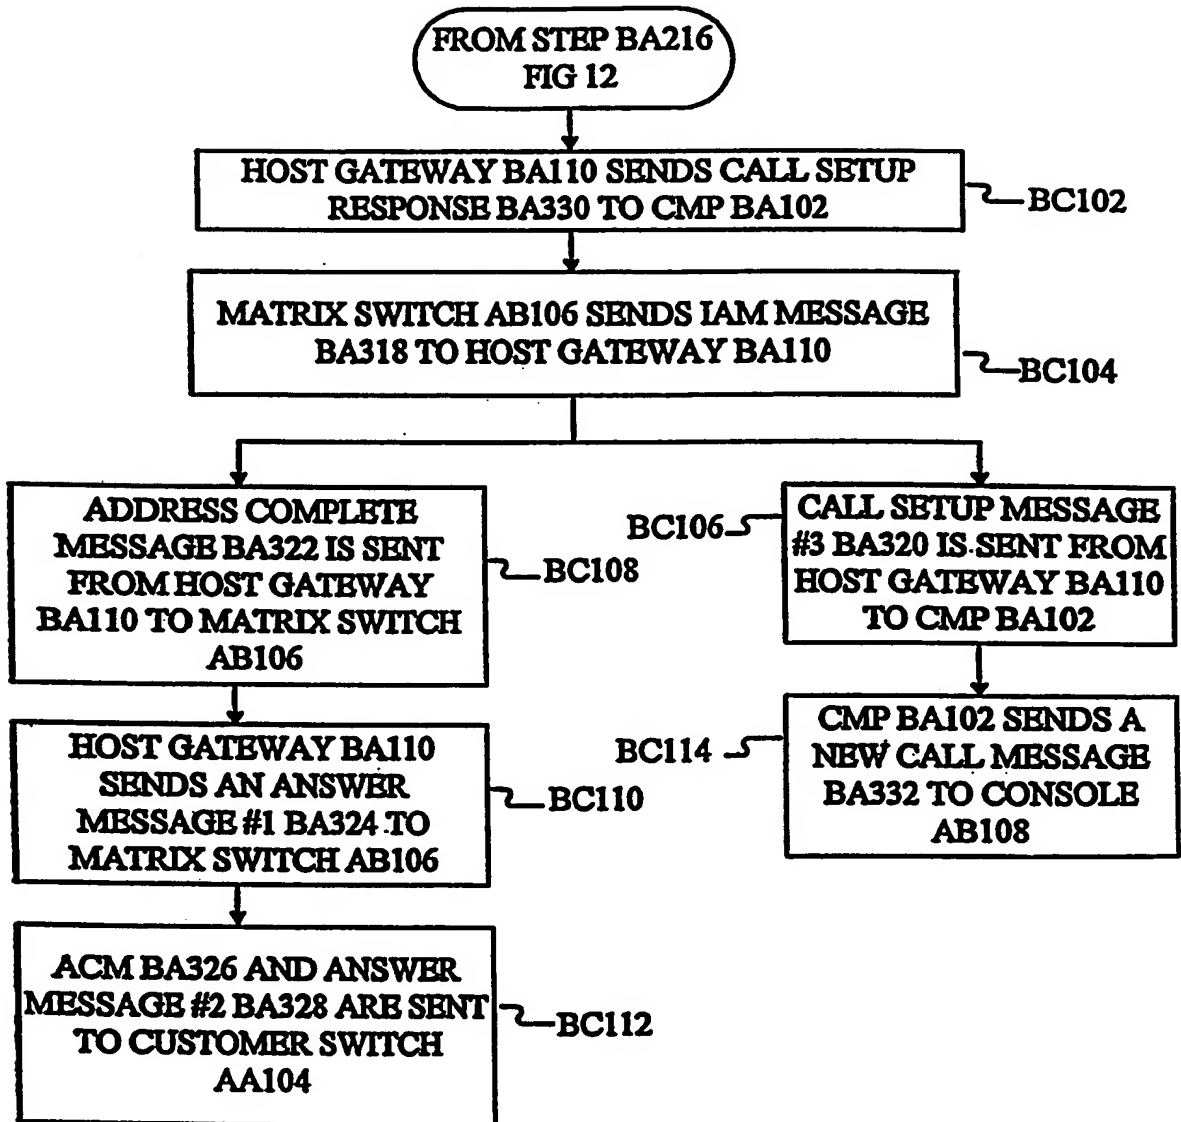 FROM STEP BA216
FIG 12
HOST GATEWAY BA110 SENDS CALL SETUP
RESPONSE BA330 TO CMP BA102
BC102
MATRIX SWITCH AB106 SENDS IAM MESSAGE
BA318 TO HOST GATEWAY BA110
BC104
ADDRESS COMPLETE
MESSAGE BA322 IS SENT
FROM HOST GATEWAY
BA110 TO MATRIX SWITCH
AB106
BC108
BC106
CALL SETUP MESSAGE
#3 BA320 IS SENT FROM
HOST GATEWAY BA110
TO CMP BA102
HOST GATEWAY BA110
SENDS AN ANSWER
MESSAGE #1 BA324 TO
MATRIX SWITCH AB106
BC110
BC114
CMP BA102 SENDS A
NEW CALL MESSAGE
BA332 TO CONSOLE
AB108
ACM BA326 AND ANSWER
MESSAGE #2 BA328 ARE SENT
TO CUSTOMER SWITCH
AA104
BC112